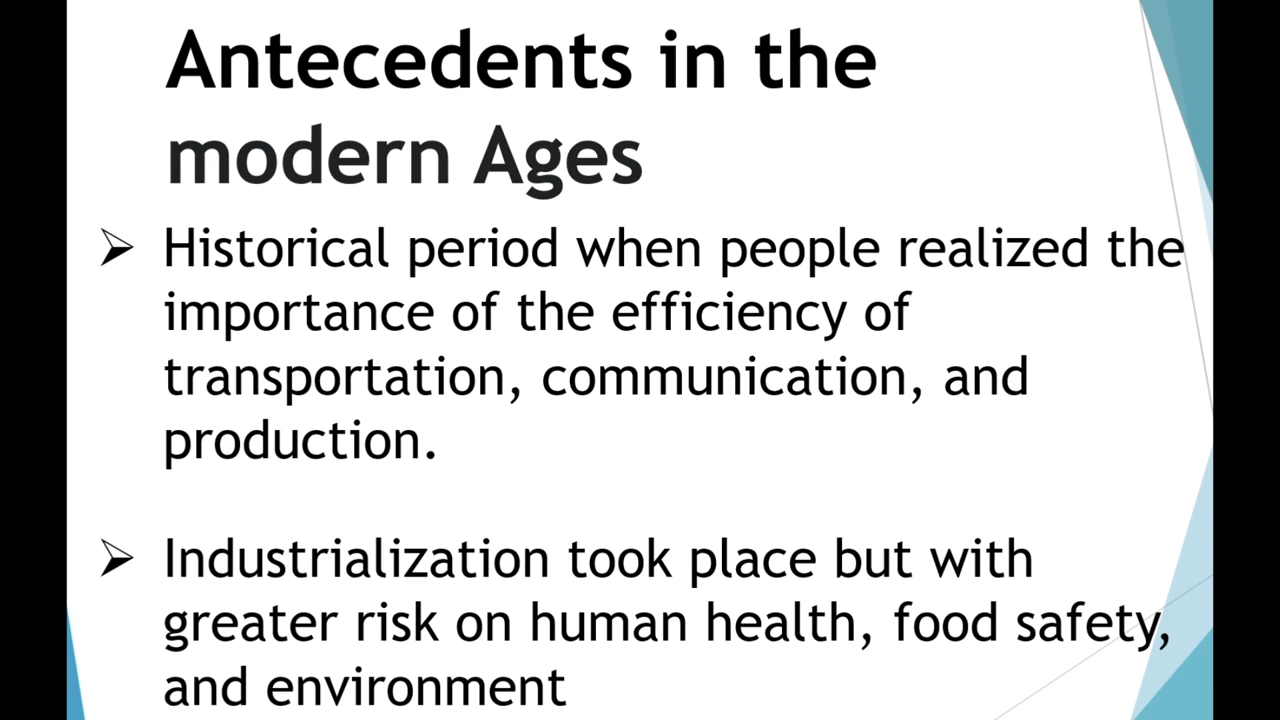 Antecedents in the
modern Ages
➢ Historical period when people realized the
importance of the efficiency of
transportation, communication, and
production.
➢ Industrialization took place but with
greater risk on human health, food safety,
and environment